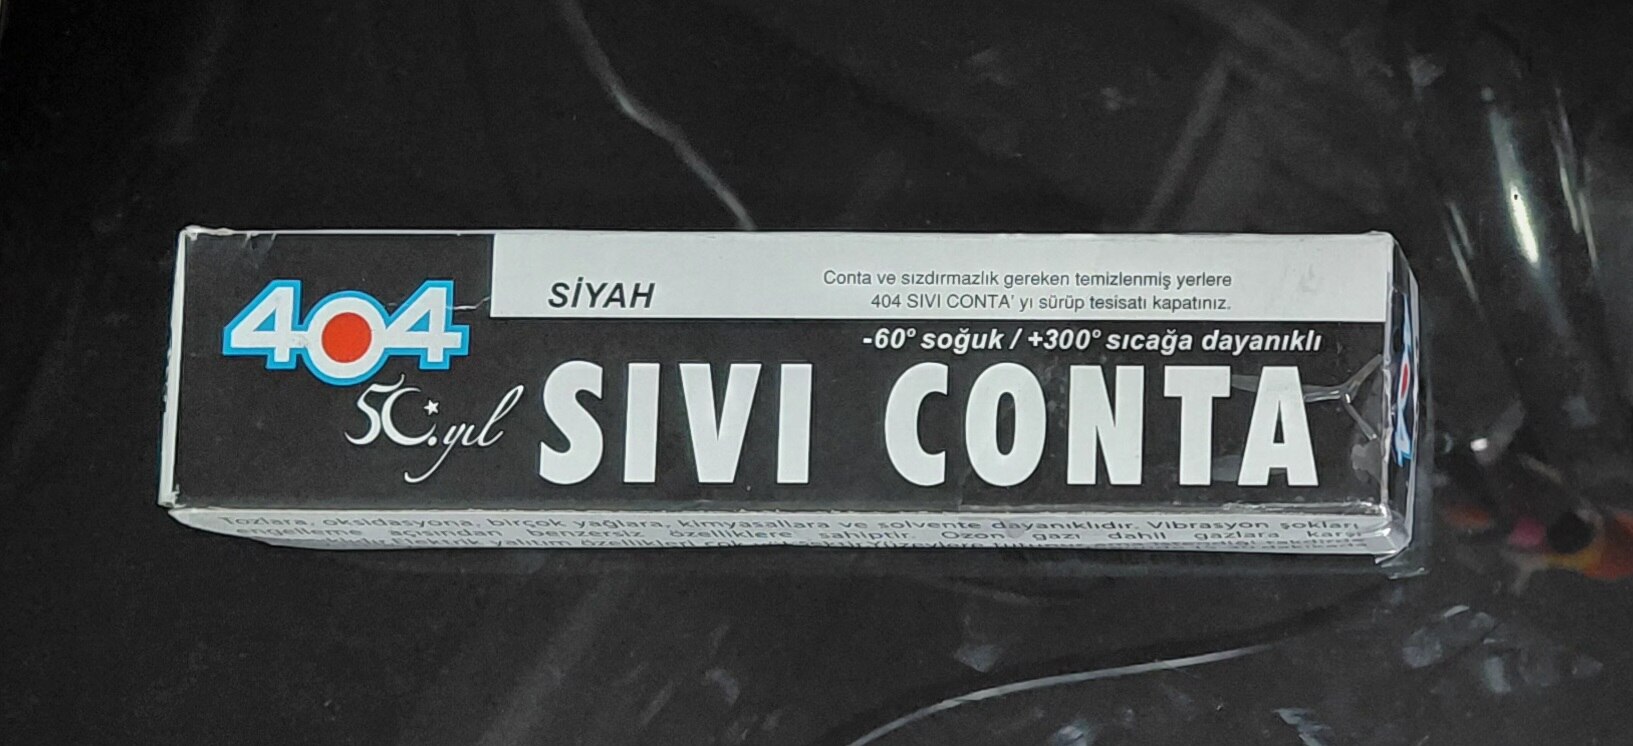 404
50.yıl
SİYAH
Conta ve sızdırmazlık gereken temizlenmiş yerlere
404 SIVI CONTA' yı sürüp tesisatı kapatınız.
-60° soğuk / +300° sıcağa dayanıklı
SIVI CONTA
Tozlara, oksidasyona, birçok yağlara, kimyasallara ve solvente dayanıklıdır. Vibrasyon şokları
engelleme açısından benzersiz özelliklere sahiptir. Ozon gazı dahil gazlara karşı